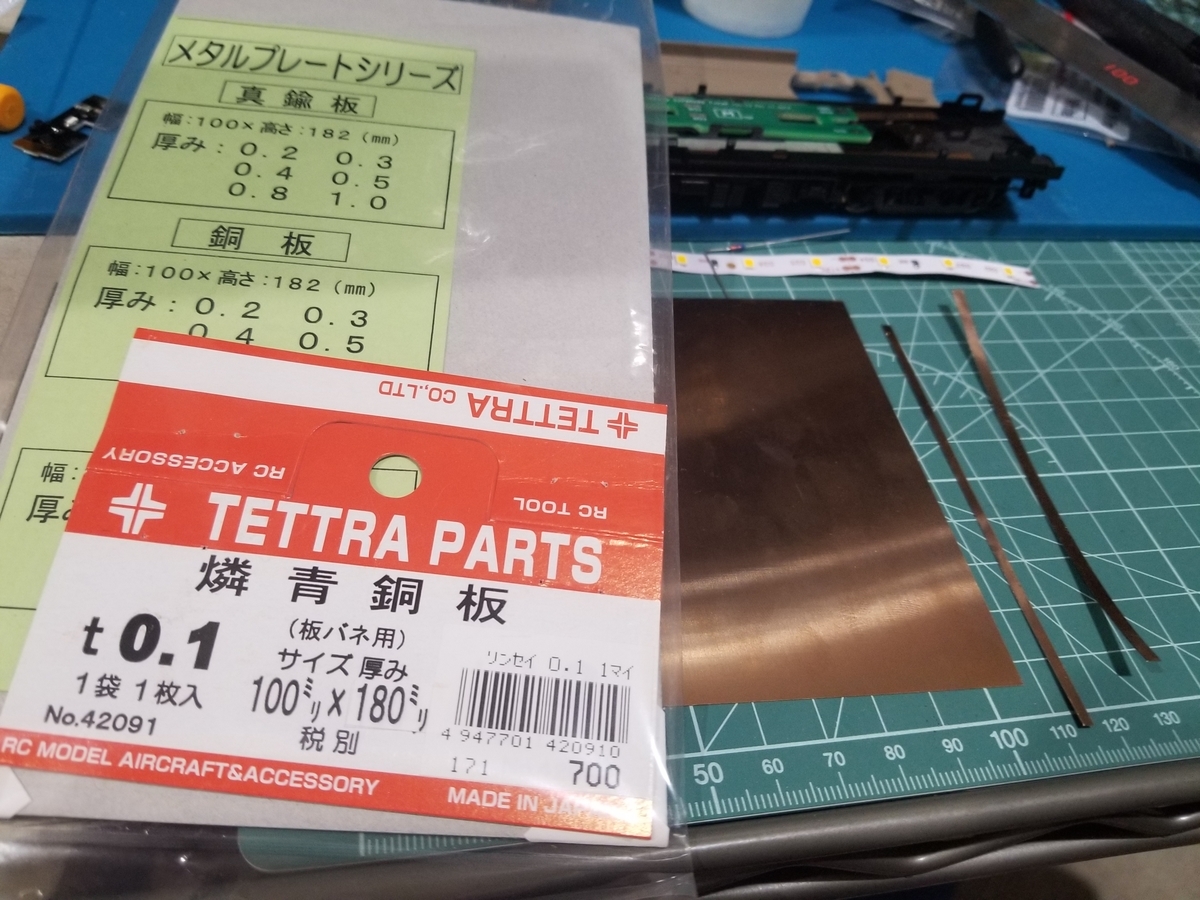 メタルプレートシリーズ
真鍮板
幅:100×高さ:182(㎜)
厚み:0.2 0.3
0.4 0.5
0.8 1.0
銅板
幅:100×高さ:182(㎜)
厚み:0.2 0.3
0.4 0.5
幅:
厚み
TETTRA CO.,LTD
RC ACCESSORY
RC TOOL
TETTRA PARTS
燐青銅板
t 0.1
(板バネ用)
サイズ 厚み
100㍉×180㍉
1袋1枚入
No.42091
税別
リンセイ 0.1 1マイ
4 947701 420910
171 700
RC MODEL AIRCRAFT&ACCESSORY
MADE IN JAPAN
100
50 60 70 80 90 100 110 120 130